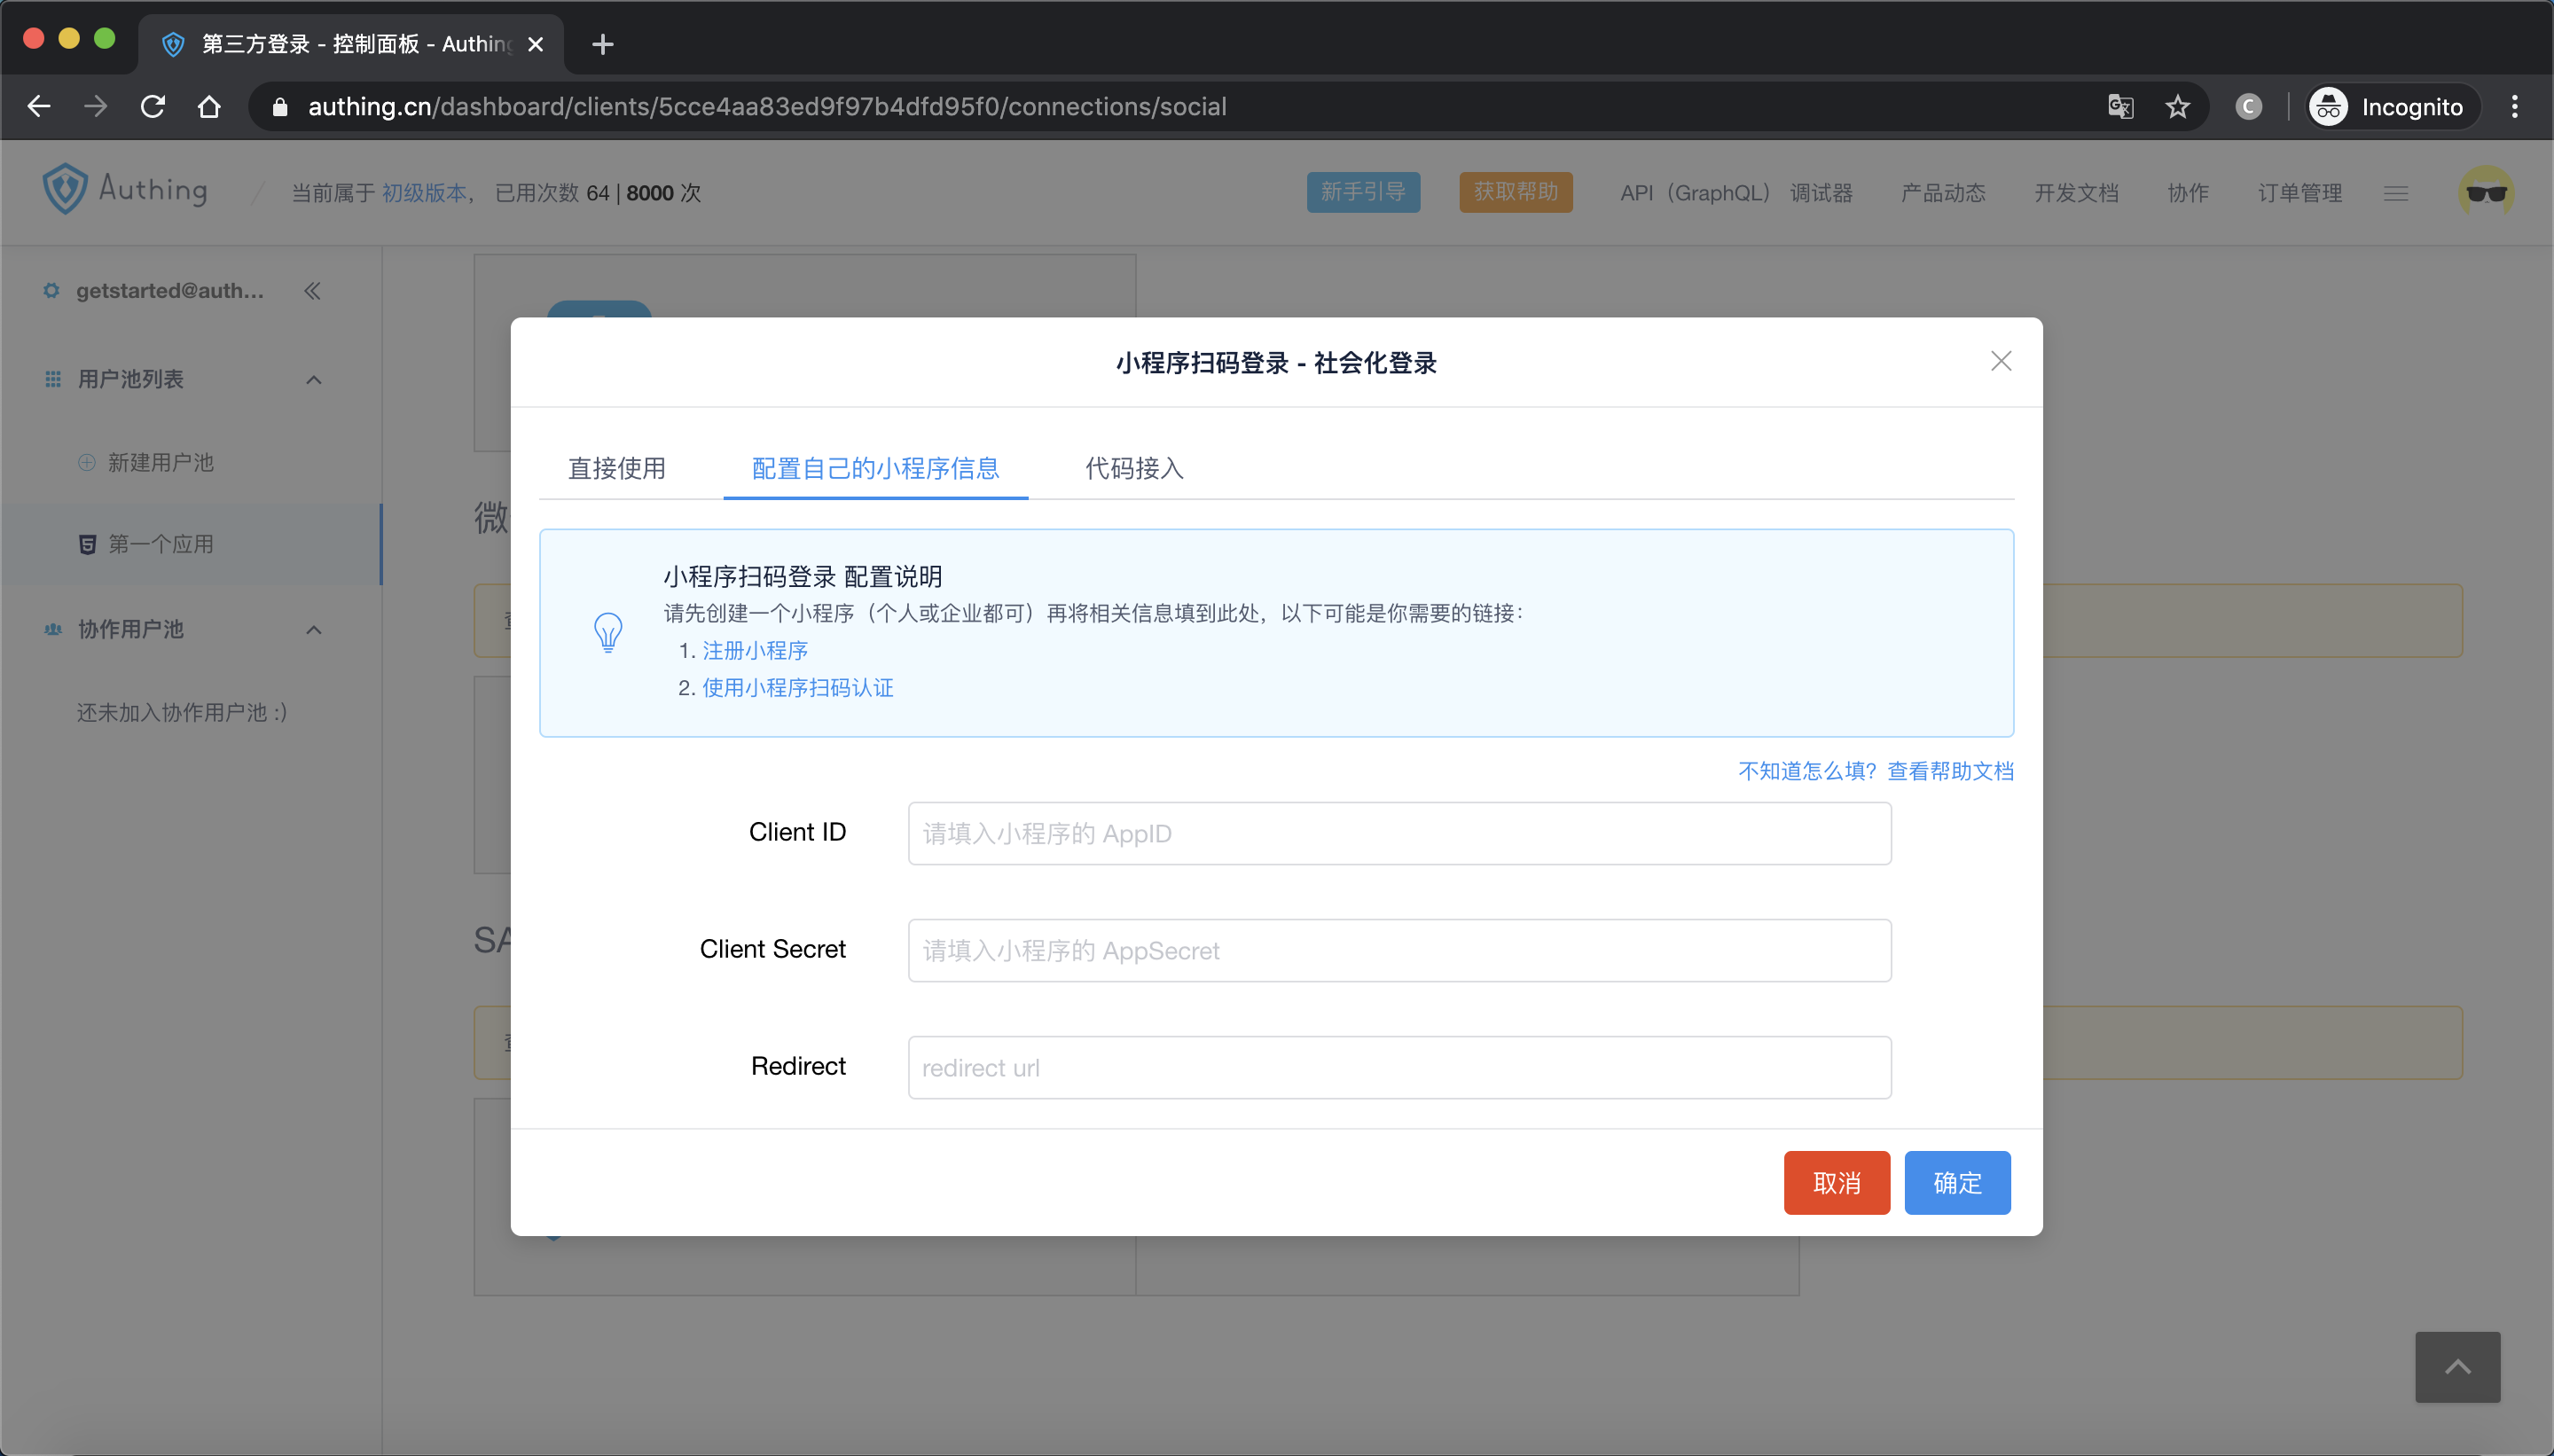 第三方登录 - 控制面板 - Authing
authing.cn/dashboard/clients/5cce4aa83ed9f97b4dfd95f0/connections/social
C
Incognito
Authing
/
当前属于 初级版本， 已用次数 64 | 8000 次
新手引导
获取帮助
API（GraphQL） 调试器
产品动态
开发文档
协作
订单管理
getstarted@auth...
用户池列表
新建用户池
第一个应用
协作用户池
还未加入协作用户池 :)
微
SA
小程序扫码登录 - 社会化登录
直接使用
配置自己的小程序信息
代码接入
小程序扫码登录 配置说明
请先创建一个小程序（个人或企业都可）再将相关信息填到此处，以下可能是你需要的链接：
1. 注册小程序
2. 使用小程序扫码认证
不知道怎么填？查看帮助文档
Client ID
请填入小程序的 AppID
Client Secret
请填入小程序的 AppSecret
Redirect
redirect url
取消
确定